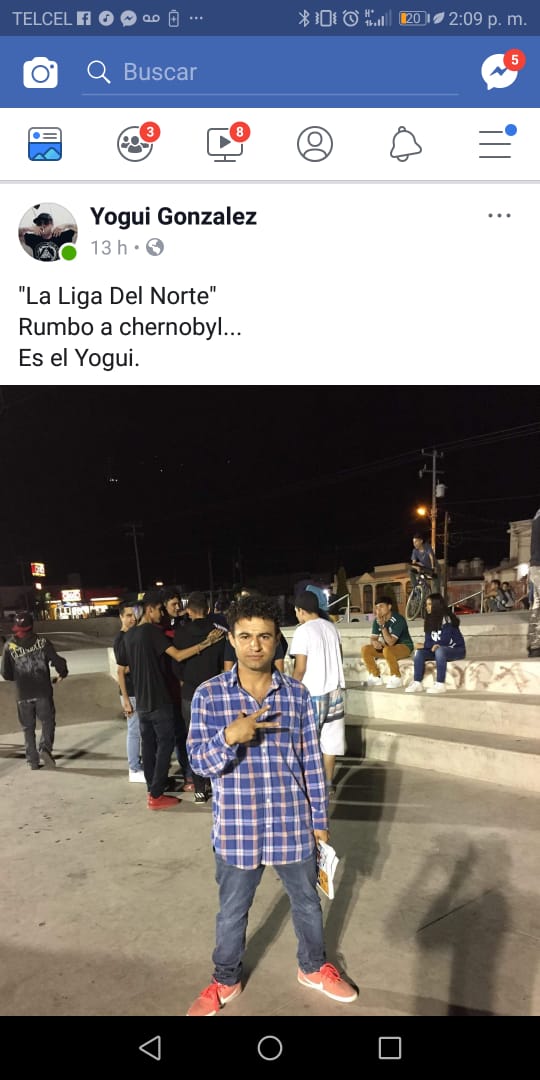 TELCEL
20 2:09 p. m.
Buscar
5
3
8
Yogui Gonzalez
13 h •
"La Liga Del Norte"
Rumbo a chernobyl...
Es el Yogui.